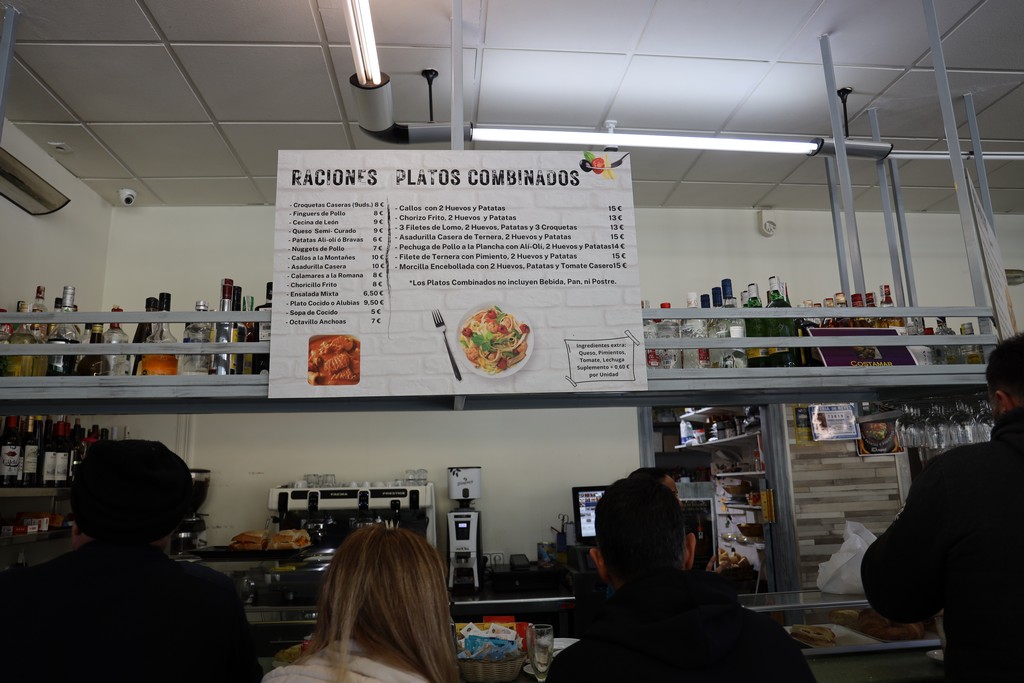 RACIONES
- Croquetas Caseras (9uds.) 8 €
- Finguers de Pollo 8 €
- Cecina de León 9 €
- Queso Semi- Curado 9 €
- Patatas Ali-oli ó Bravas 6 €
- Nuggets de Pollo 7 €
- Callos a la Montañes 10 €
- Asadurilla Casera 10 €
- Calamares a la Romana 8 €
- Choricillo Frito 8 €
- Ensalada Mixta 6,50 €
- Plato Cocido o Alubias 9,50 €
- Sopa de Cocido 5 €
- Octavillo Anchoas 7 €
PLATOS COMBINADOS
- Callos con 2 Huevos y Patatas 15 €
- Chorizo Frito, 2 Huevos y Patatas 13 €
- 3 Filetes de Lomo, 2 Huevos, Patatas y 3 Croquetas 13 €
- Asadurilla Casera de Ternera, 2 Huevos y Patatas 15 €
- Pechuga de Pollo a la Plancha con Ali-Oli, 2 Huevos y Patatas 14 €
- Filete de Ternera con Pimiento, 2 Huevos y Patatas 15 €
- Morcilla Encebollada con 2 Huevos, Patatas y Tomate Casero 15 €
*Los Platos Combinados no incluyen Bebida, Pan, ni Postre.
Ingredientes extra:
Queso, Pimientos,
Tomate, Lechuga
Suplemento + 0,60 €
por Unidad
COSTAMAR
PRESTIGE